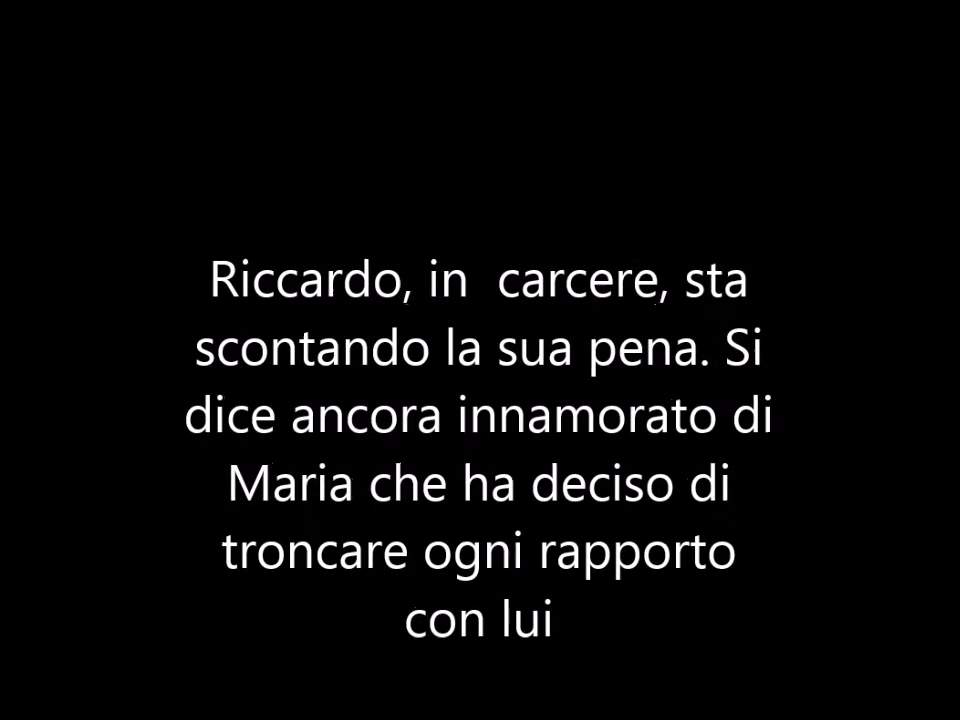 Riccardo, in  carcere, sta
scontando la sua pena. Si
dice ancora innamorato di
Maria che ha deciso di
troncare ogni rapporto
con lui